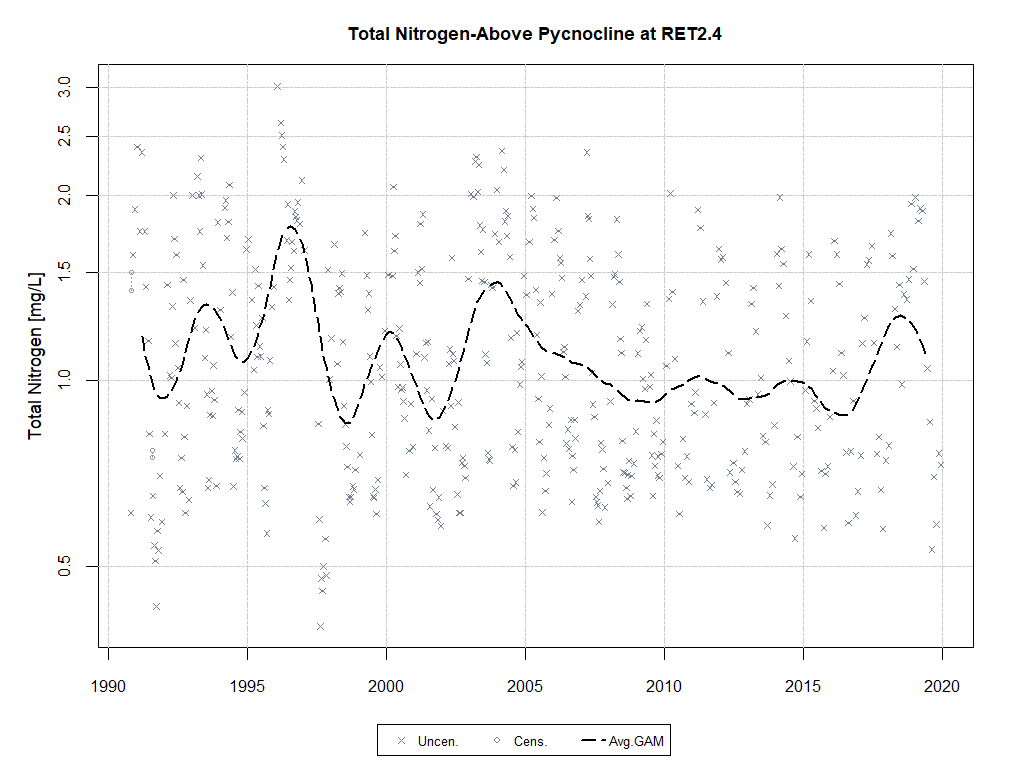 Total Nitrogen-Above Pycnocline at RET2.4
Total Nitrogen [mg/L]
3.0
2.5
2.0
1.5
1.0
0.5
1990 1995 2000 2005 2010 2015 2020
Uncen. Cens. Avg.GAM